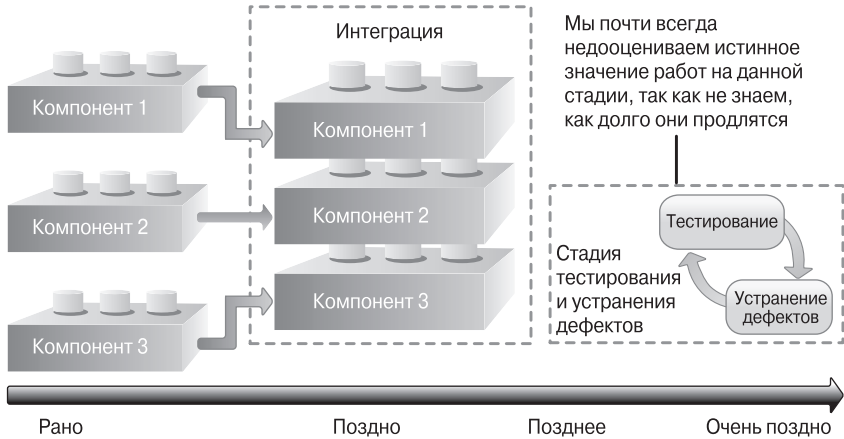 Интеграция
Компонент 1
Компонент 2
Компонент 3
Компонент 1
Компонент 2
Компонент 3
Мы почти всегда
недооцениваем истинное
значение работ на данной
стадии, так как не знаем,
как долго они продлятся
Тестирование
Устранение
дефектов
Стадия
тестирования
и устранения
дефектов
Рано
Поздно
Позднее
Очень поздно